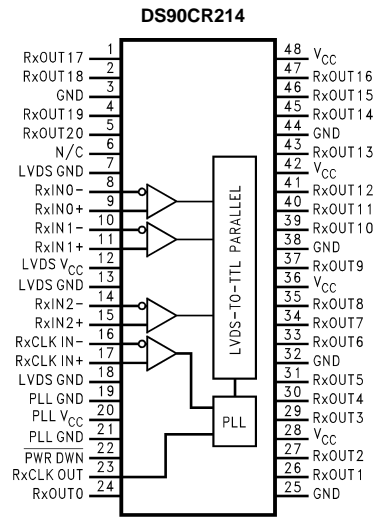 DS90CR214
RxOUT17 1
RxOUT18 2
GND 3
RxOUT19 4
RxOUT20 5
N/C 6
LVDS GND 7
RxIN0- 8
RxIN0+ 9
RxIN1- 10
RxIN1+ 11
LVDS VCC 12
LVDS GND 13
RxIN2- 14
RxIN2+ 15
RxCLK IN- 16
RxCLK IN+ 17
LVDS GND 18
PLL GND 19
PLL VCC 20
PLL GND 21
PWR DWN 22
RxCLK OUT 23
RxOUT0 24
LVDS-TO-TTL PARALLEL
PLL
48 VCC
47 RxOUT16
46 RxOUT15
45 RxOUT14
44 GND
43 RxOUT13
42 VCC
41 RxOUT12
40 RxOUT11
39 RxOUT10
38 GND
37 RxOUT9
36 VCC
35 RxOUT8
34 RxOUT7
33 RxOUT6
32 GND
31 RxOUT5
30 RxOUT4
29 RxOUT3
28 VCC
27 RxOUT2
26 RxOUT1
25 GND